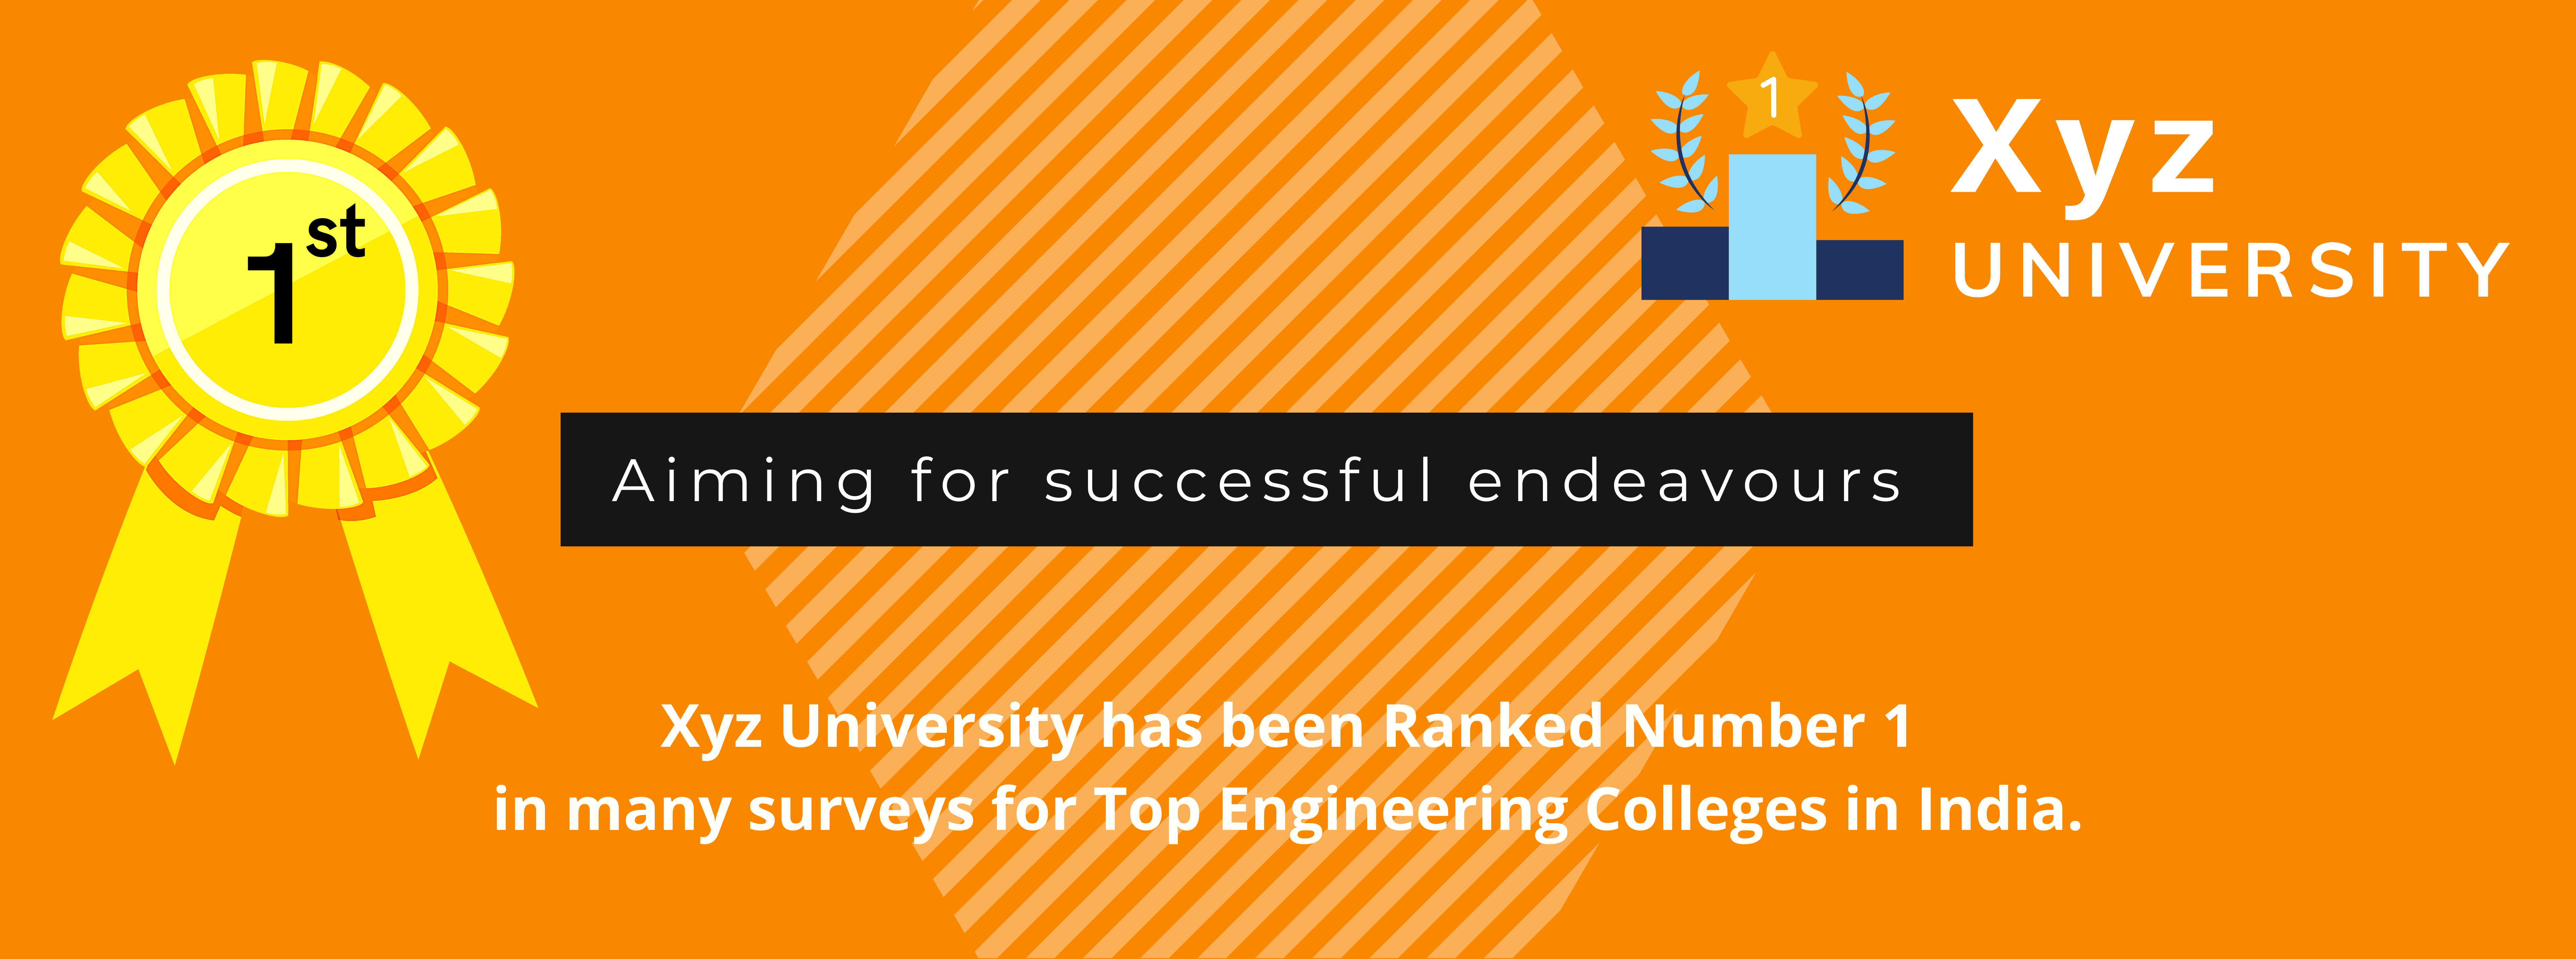 1st
1
Xyz
UNIVERSITY
Aiming for successful endeavours
Xyz University has been Ranked Number 1
in many surveys for Top Engineering Colleges in India.